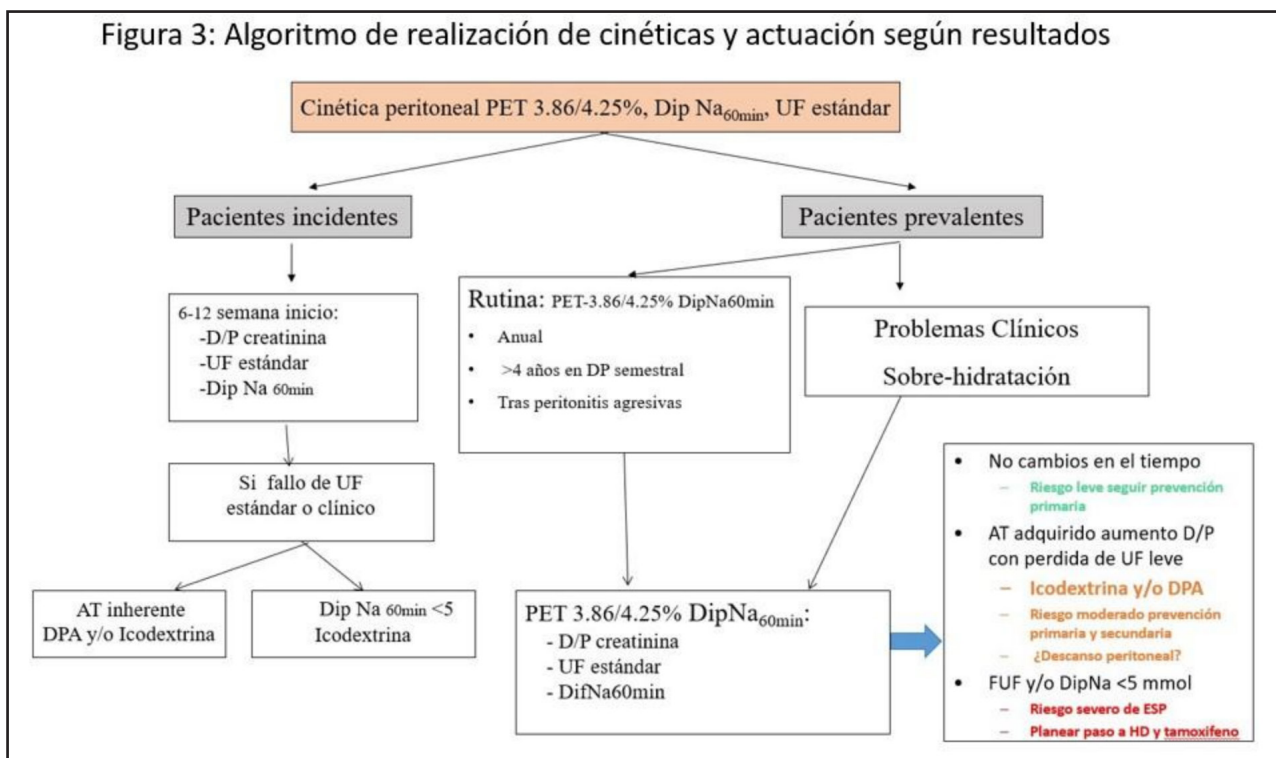 Figura 3: Algoritmo de realización de cinéticas y actuación según resultados
Cinética peritoneal PET 3.86/4.25%, Dip Na60min, UF estándar
Pacientes incidentes
Pacientes prevalentes
6-12 semana inicio:
-D/P creatinina
-UF estándar
-Dip Na 60min
Rutina: PET-3.86/4.25% DipNa60min
• Anual
• >4 años en DP semestral
• Tras peritonitis agresivas
Problemas Clínicos
Sobre-hidratación
Si fallo de UF
estándar o clínico
AT inherente
DPA y/o Icodextrina
Dip Na 60min <5
Icodextrina
PET 3.86/4.25% DipNa60min:
- D/P creatinina
- UF estándar
- DifNa60min
• No cambios en el tiempo
– Riesgo leve seguir prevención
primaria
• AT adquirido aumento D/P
con perdida de UF leve
– Icodextrina y/o DPA
– Riesgo moderado prevención
primaria y secundaria
– ¿Descanso peritoneal?
• FUF y/o DipNa <5 mmol
– Riesgo severo de ESP
– Planear paso a HD y tamoxifeno